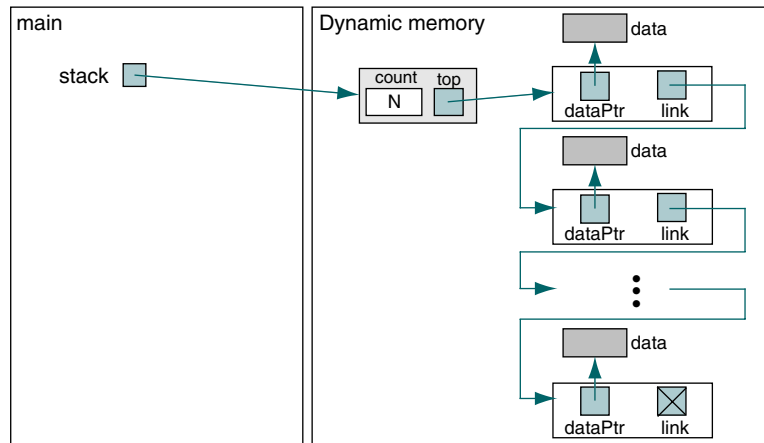 main
Dynamic memory
stack
count top
N
data
dataPtr link
data
dataPtr link
data
dataPtr link